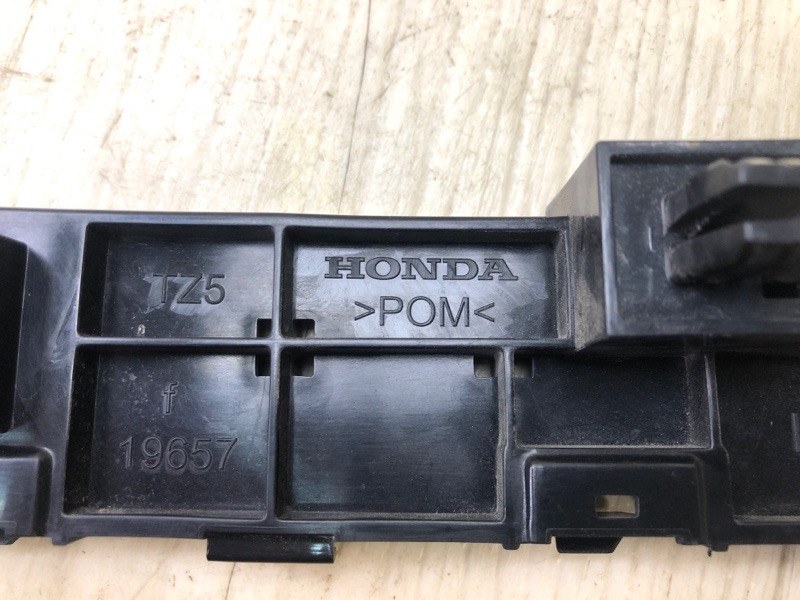 TZ5
HONDA
>POM<
f
19657